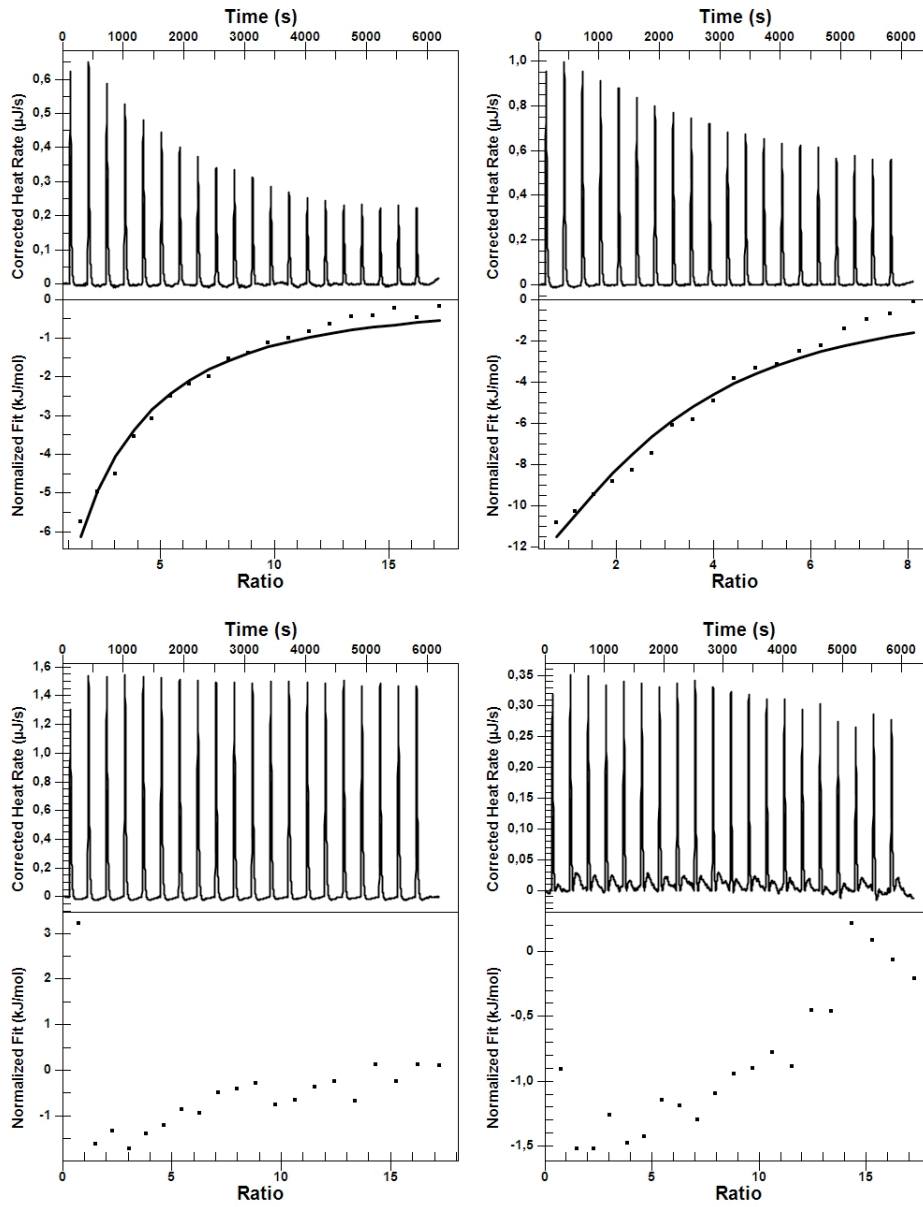 Time (s)
0 1000 2000 3000 4000 5000 6000
Corrected Heat Rate (µJ/s)
0,6
0,5
0,4
0,3
0,2
0,1
0
Normalized Fit (kJ/mol)
0
-1
-2
-3
-4
-5
-6
5 10 15
Ratio
Time (s)
0 1000 2000 3000 4000 5000 6000
Corrected Heat Rate (µJ/s)
1,0
0,8
0,6
0,4
0,2
0
Normalized Fit (kJ/mol)
0
-2
-4
-6
-8
-10
-12
2 4 6 8
Ratio
Time (s)
0 1000 2000 3000 4000 5000 6000
Corrected Heat Rate (µJ/s)
1,6
1,4
1,2
1,0
0,8
0,6
0,4
0,2
0
Normalized Fit (kJ/mol)
3
2
1
0
-1
0 5 10 15
Ratio
Time (s)
0 1000 2000 3000 4000 5000 6000
Corrected Heat Rate (µJ/s)
0,35
0,30
0,25
0,20
0,15
0,10
0,05
0
Normalized Fit (kJ/mol)
0
-0,5
-1,0
-1,5
0 5 10 15
Ratio